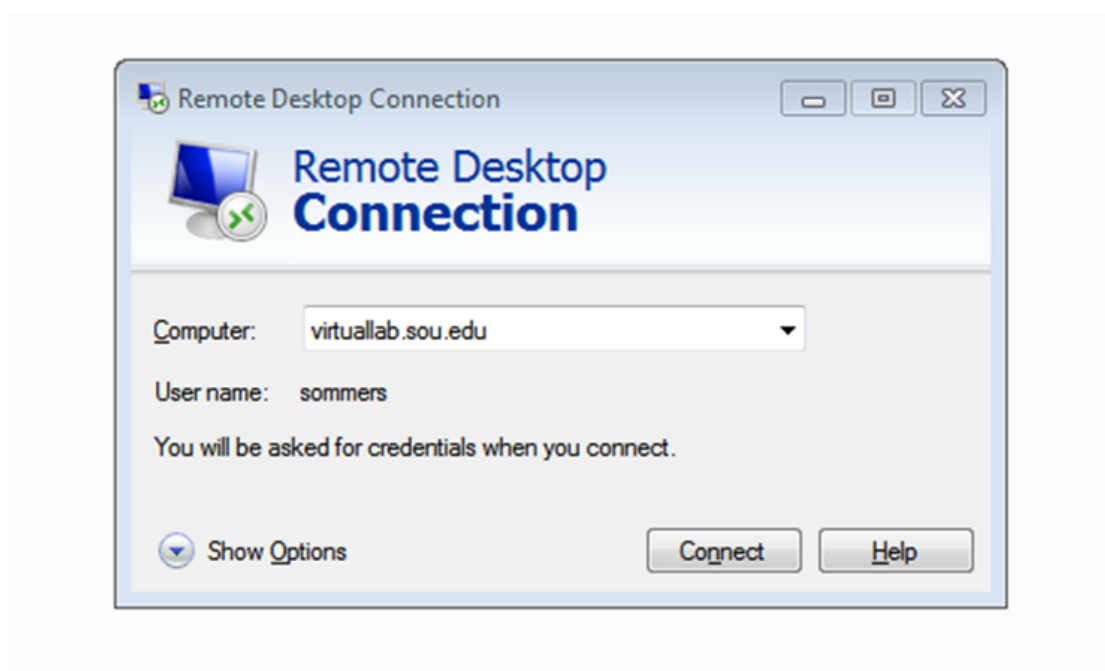 Remote Desktop Connection
Remote Desktop
Connection
Computer: virtuallab.sou.edu
User name: sommers
You will be asked for credentials when you connect.
Show Options Connect Help